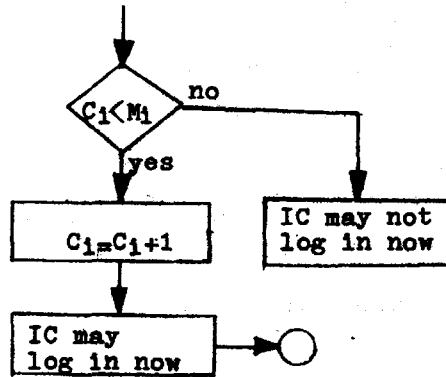 no
Ci<Mi
yes
IC may not
log in now
Ci=Ci+1
IC may
log in now